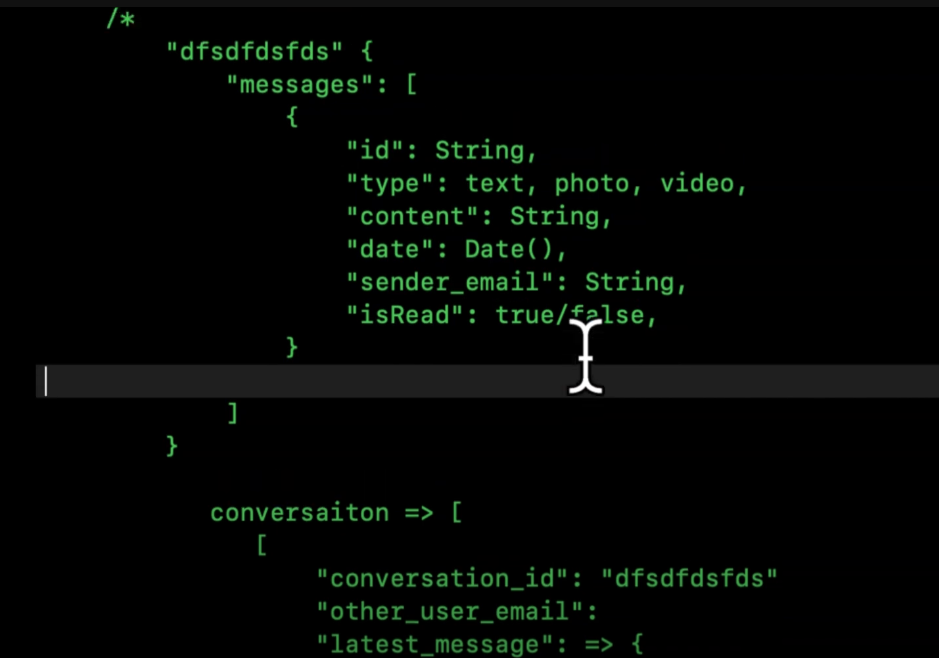 /*
"dfsdfdsfds" {
"messages": [
{
"id": String,
"type": text, photo, video,
"content": String,
"date": Date(),
"sender_email": String,
"isRead": true/false,
}
]
}
conversaiton => [
[
"conversation_id": "dfsdfdsfds"
"other_user_email":
"latest_message": => {